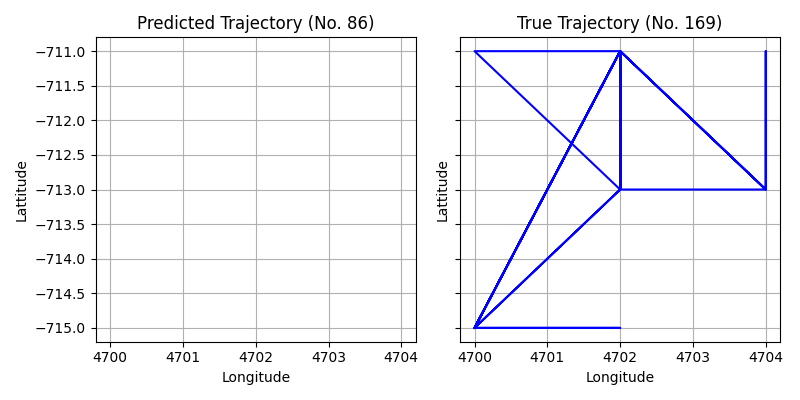 Predicted Trajectory (No. 86)
True Trajectory (No. 169)
−711.0
−711.5
−712.0
−712.5
−713.0
−713.5
−714.0
−714.5
−715.0
Lattitude
4700 4701 4702 4703 4704
Longitude
Lattitude
4700 4701 4702 4703 4704
Longitude